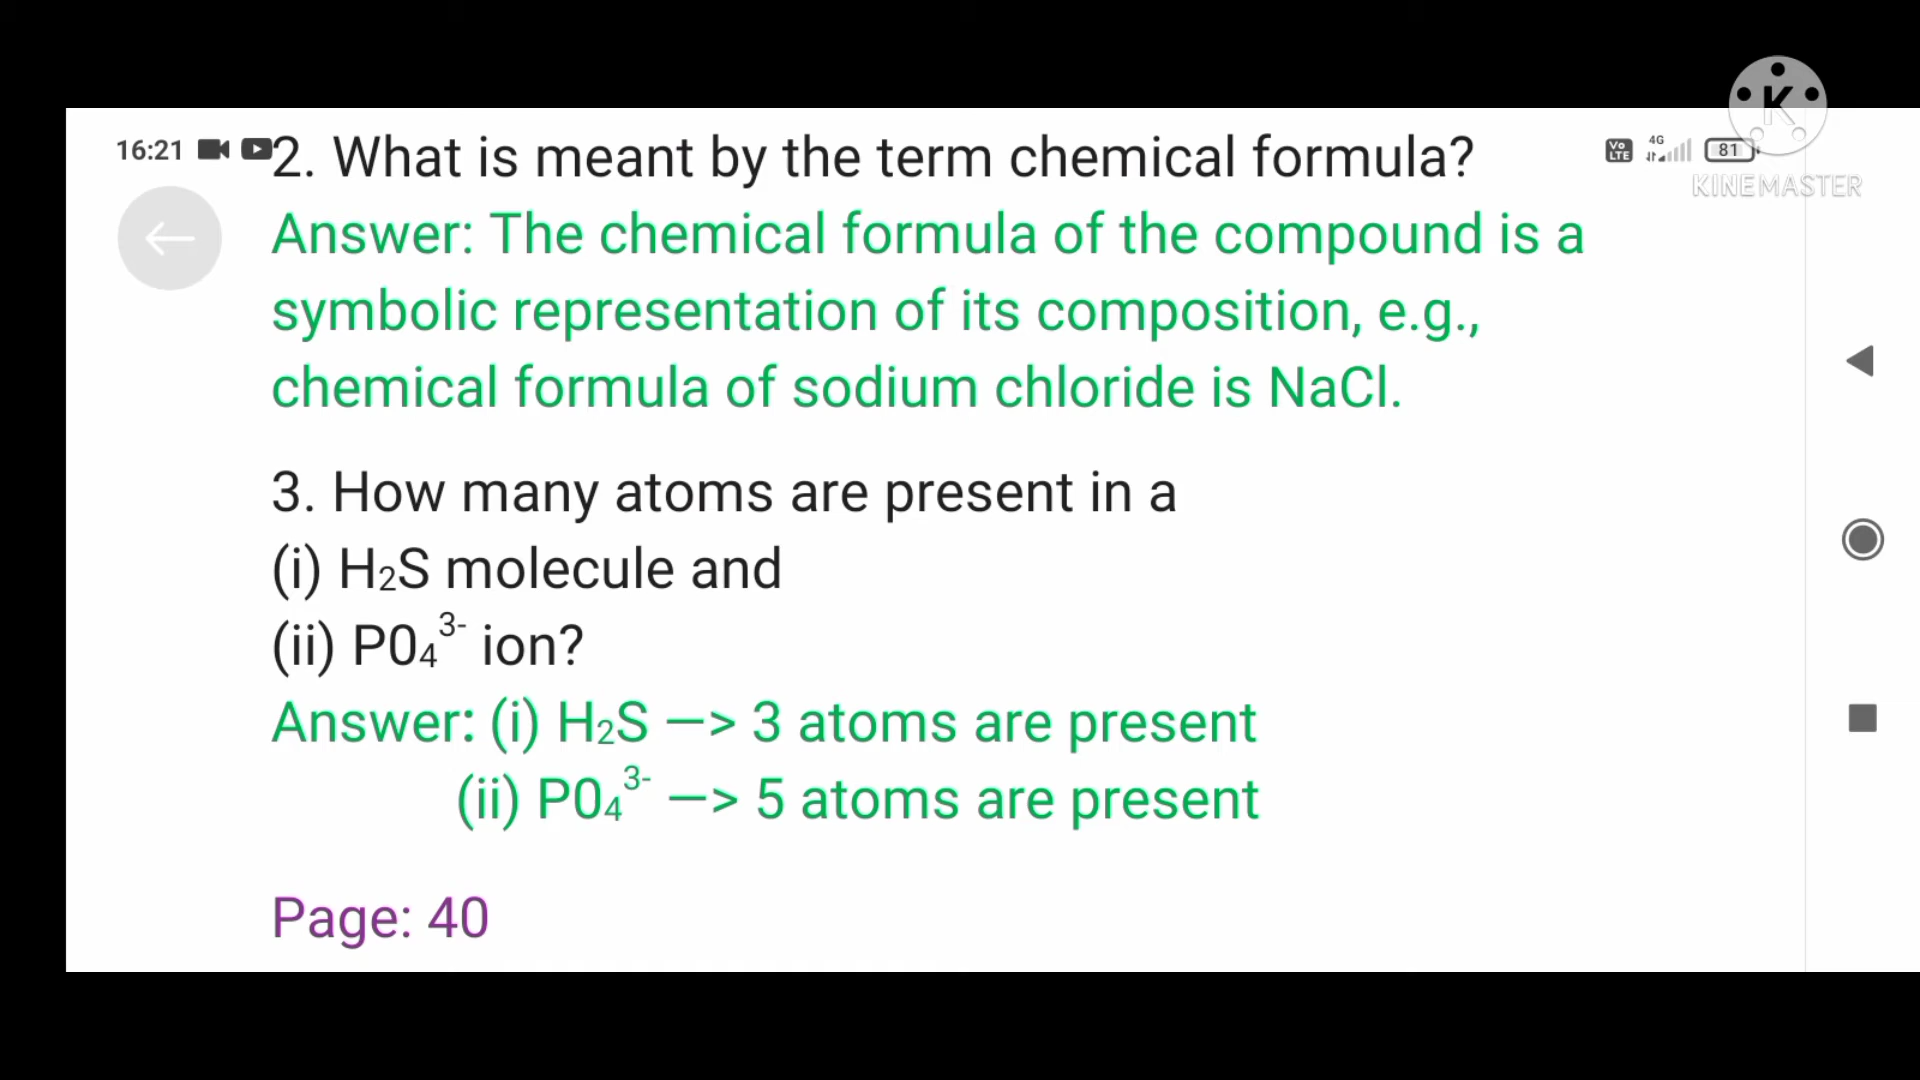 16:21
2. What is meant by the term chemical formula?
Vo LTE 4G 81
K
KINEMASTER
Answer: The chemical formula of the compound is a
symbolic representation of its composition, e.g.,
chemical formula of sodium chloride is NaCl.
3. How many atoms are present in a
(i) H₂S molecule and
(ii) P0₄³⁻ ion?
Answer: (i) H₂S —> 3 atoms are present
(ii) P0₄³⁻ —> 5 atoms are present
Page: 40